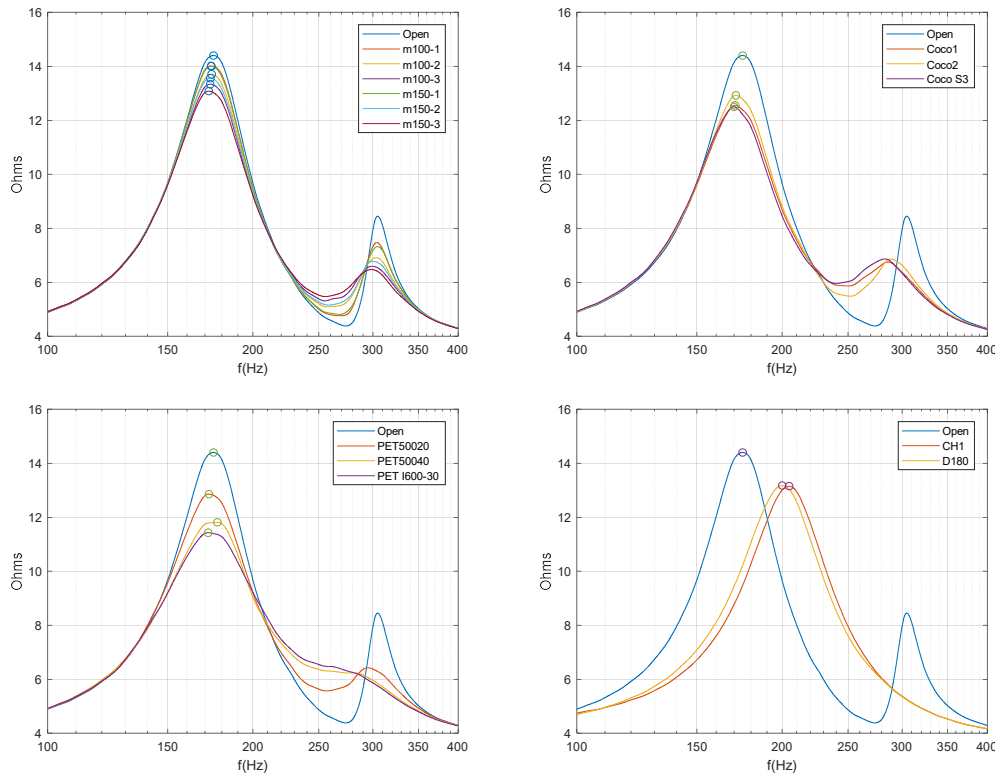 16
14
12
10
8
6
4
Ohms
100
150
200
250
300
350
400
f(Hz)
Open
m100-1
m100-2
m100-3
m150-1
m150-2
m150-3
16
14
12
10
8
6
4
Ohms
100
150
200
250
300
350
400
f(Hz)
Open
Coco1
Coco2
Coco S3
16
14
12
10
8
6
4
Ohms
100
150
200
250
300
350
400
f(Hz)
Open
PET50020
PET50040
PET I600-30
16
14
12
10
8
6
4
Ohms
100
150
200
250
300
350
400
f(Hz)
Open
CH1
D180